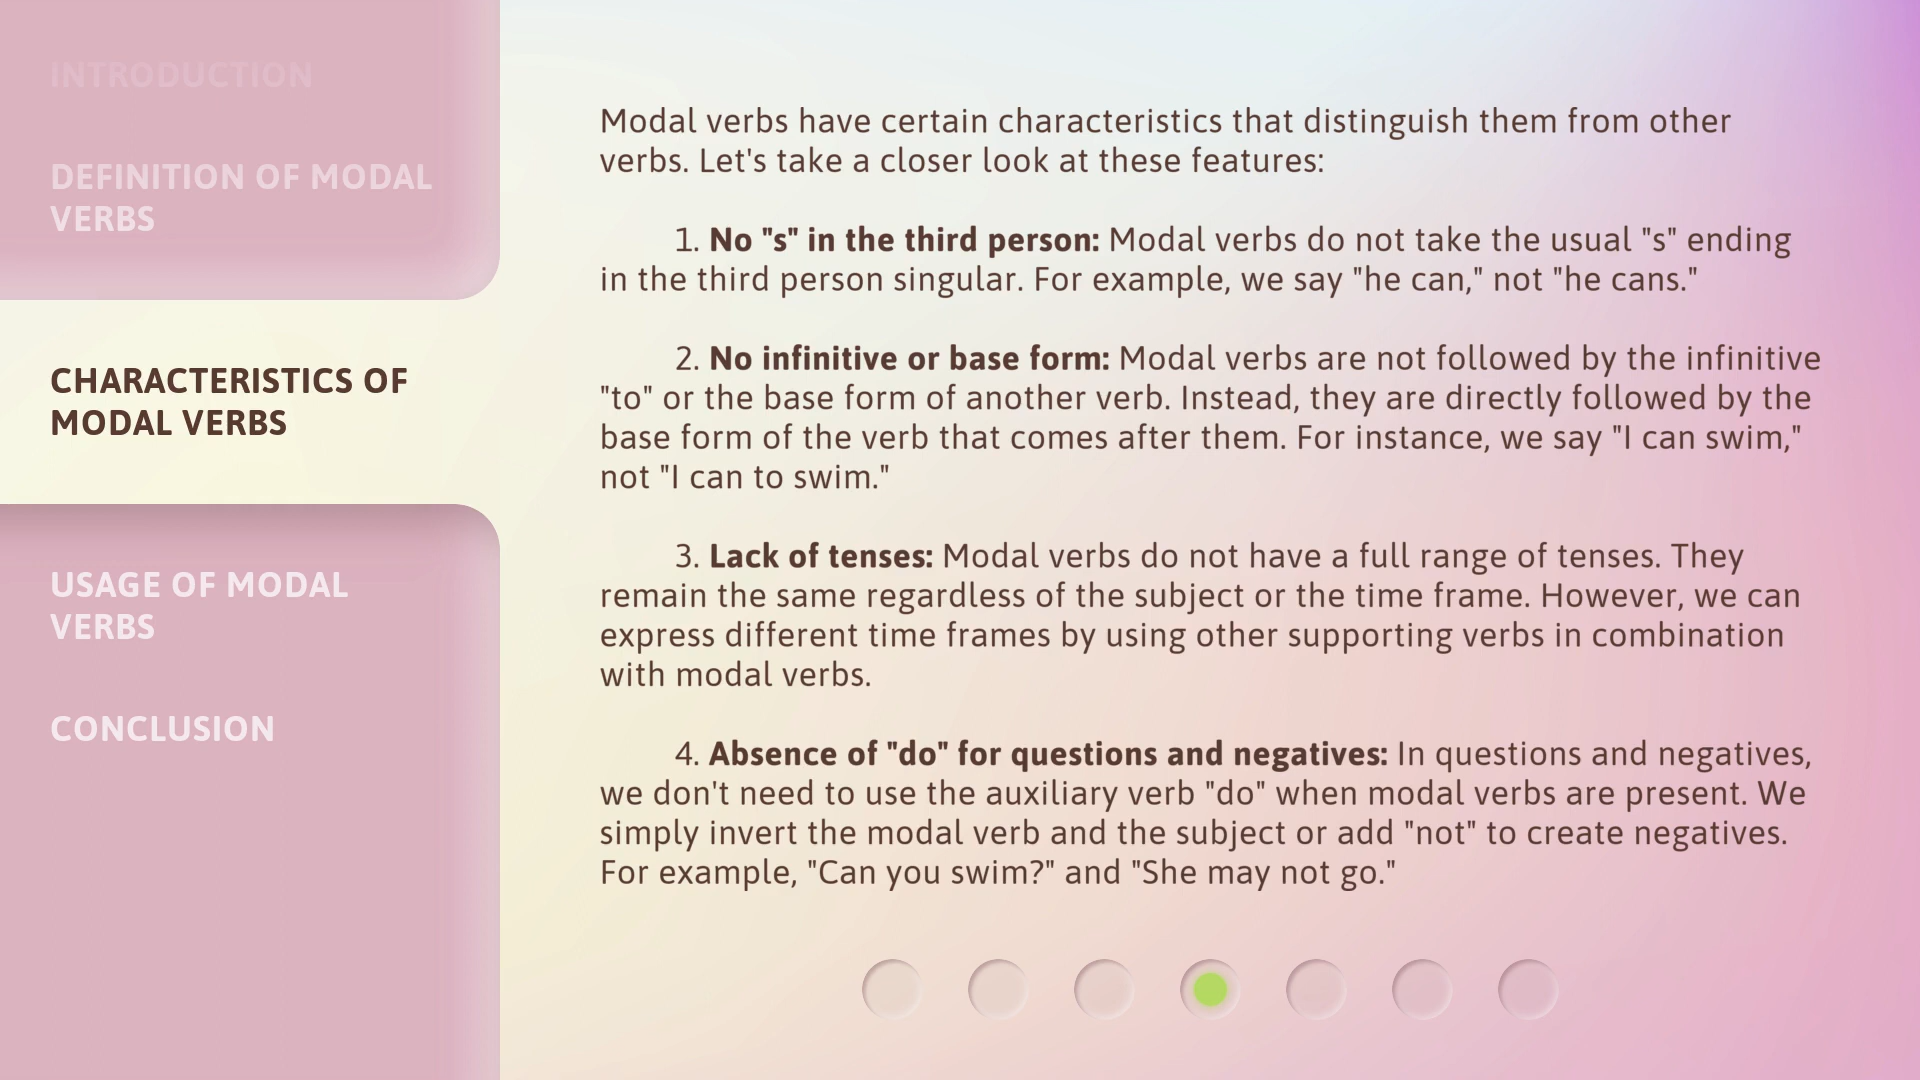 INTRODUCTION
DEFINITION OF MODAL
VERBS
CHARACTERISTICS OF
MODAL VERBS
USAGE OF MODAL
VERBS
CONCLUSION
Modal verbs have certain characteristics that distinguish them from other
verbs. Let's take a closer look at these features:
1. No "s" in the third person: Modal verbs do not take the usual "s" ending
in the third person singular. For example, we say "he can," not "he cans."
2. No infinitive or base form: Modal verbs are not followed by the infinitive
"to" or the base form of another verb. Instead, they are directly followed by the
base form of the verb that comes after them. For instance, we say "I can swim,"
not "I can to swim."
3. Lack of tenses: Modal verbs do not have a full range of tenses. They
remain the same regardless of the subject or the time frame. However, we can
express different time frames by using other supporting verbs in combination
with modal verbs.
4. Absence of "do" for questions and negatives: In questions and negatives,
we don't need to use the auxiliary verb "do" when modal verbs are present. We
simply invert the modal verb and the subject or add "not" to create negatives.
For example, "Can you swim?" and "She may not go."